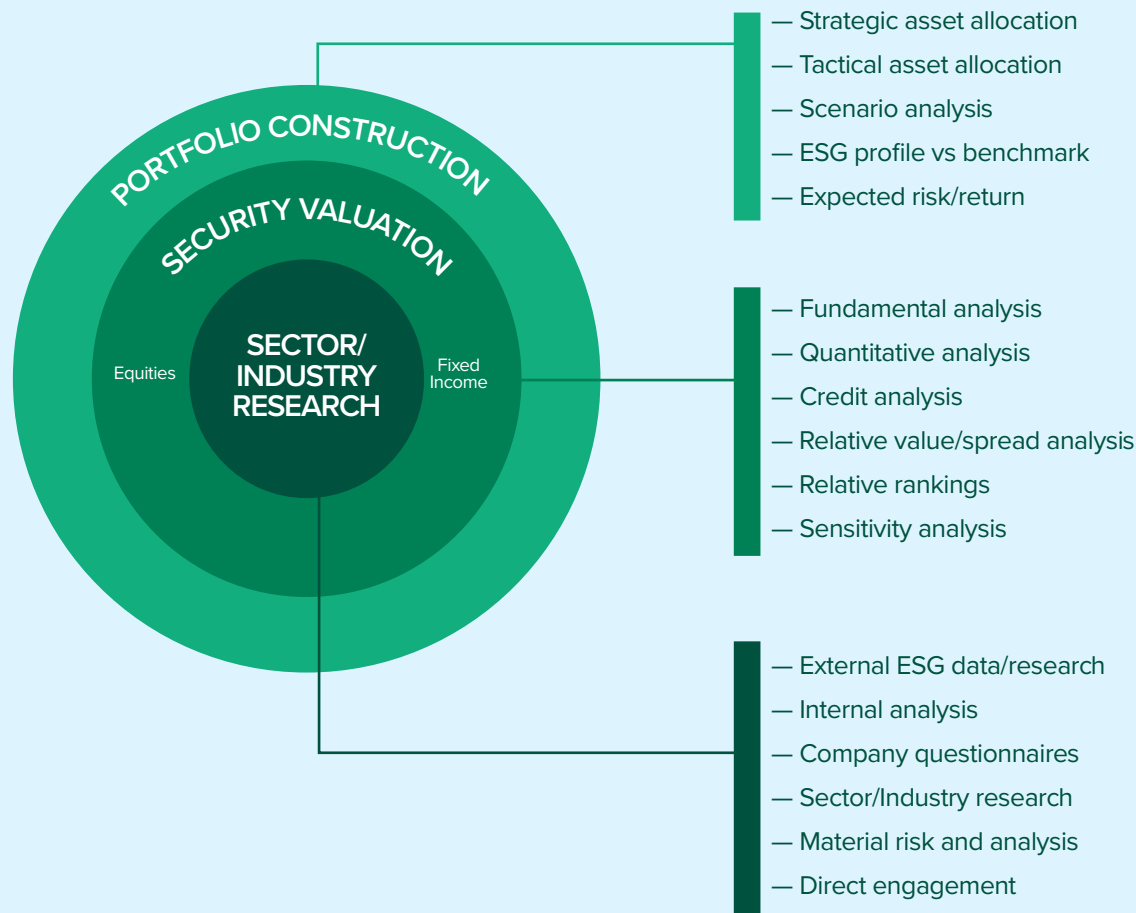 PORTFOLIO CONSTRUCTION
SECURITY VALUATION
Equities
SECTOR/
INDUSTRY
RESEARCH
Fixed
Income
— Strategic asset allocation
— Tactical asset allocation
— Scenario analysis
— ESG profile vs benchmark
— Expected risk/return
— Fundamental analysis
— Quantitative analysis
— Credit analysis
— Relative value/spread analysis
— Relative rankings
— Sensitivity analysis
— External ESG data/research
— Internal analysis
— Company questionnaires
— Sector/Industry research
— Material risk and analysis
— Direct engagement